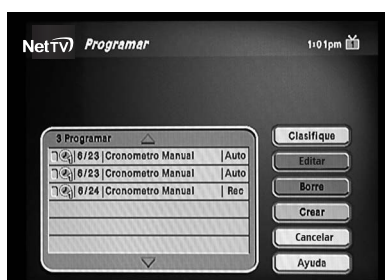 NetTV Programar 1:01pm 1
3 Programar
6/23 | Cronometro Manual | Auto
6/23 | Cronometro Manual | Auto
6/24 | Cronometro Manual | Rec
Clasifique
Editar
Borre
Crear
Cancelar
Ayuda